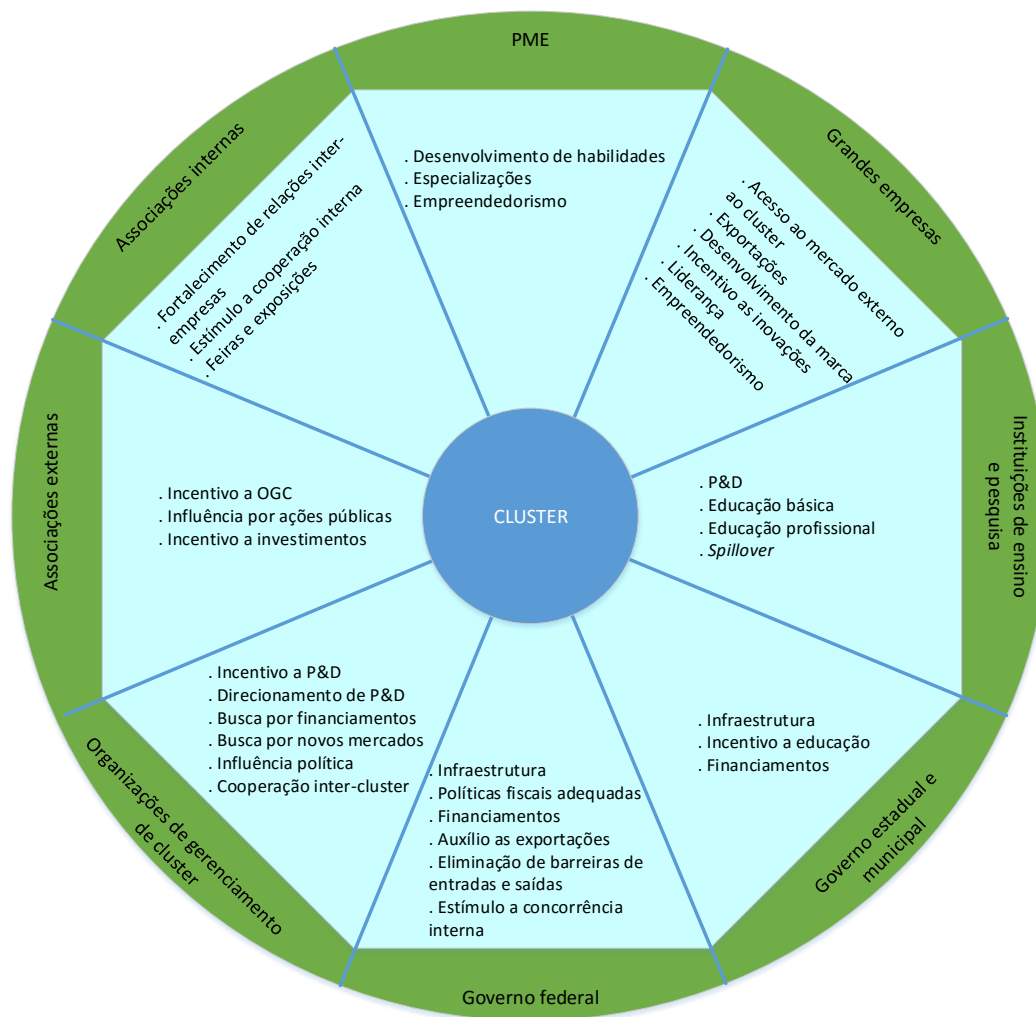 PME
. Desenvolvimento de habilidades
. Especializações
. Empreendedorismo
Grandes empresas
. Acesso ao mercado externo
ao cluster
. Exportações
. Desenvolvimento da marca
. Incentivo as inovações
. Liderança
. Empreendedorismo
Instituições de ensino
e pesquisa
. P&D
. Educação básica
. Educação profissional
. Spillover
Governo estadual e
municipal
. Infraestrutura
. Incentivo a educação
. Financiamentos
Governo federal
. Infraestrutura
. Políticas fiscais adequadas
. Financiamentos
. Auxílio as exportações
. Eliminação de barreiras de
entradas e saídas
. Estímulo a concorrência
interna
Organizações de gerenciamento
de cluster
. Incentivo a P&D
. Direcionamento de P&D
. Busca por financiamentos
. Busca por novos mercados
. Influência política
. Cooperação inter-cluster
Associações externas
. Incentivo a OGC
. Influência por ações públicas
. Incentivo a investimentos
Associações internas
. Fortalecimento de relações inter-
empresas
. Estímulo a cooperação interna
. Feiras e exposições
CLUSTER